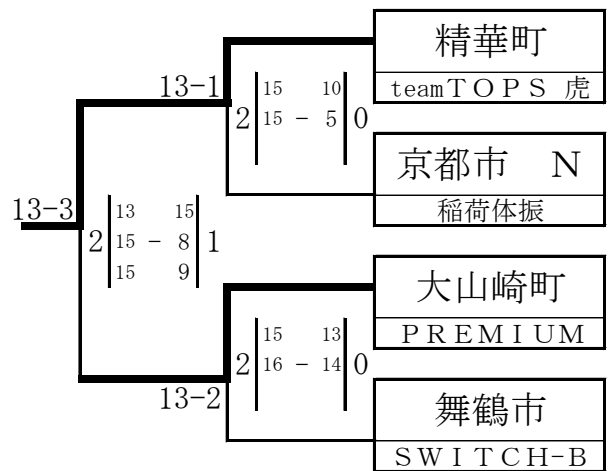 精華町
13-1
15 10
teamTOPS 虎
2 15 - 5 0
京都市 N
稲荷体振
13-3
13 15
2 15 - 8 1
15 9
大山崎町
15 13
PREMIUM
2 16 - 14 0
13-2
舞鶴市
SWITCH-B